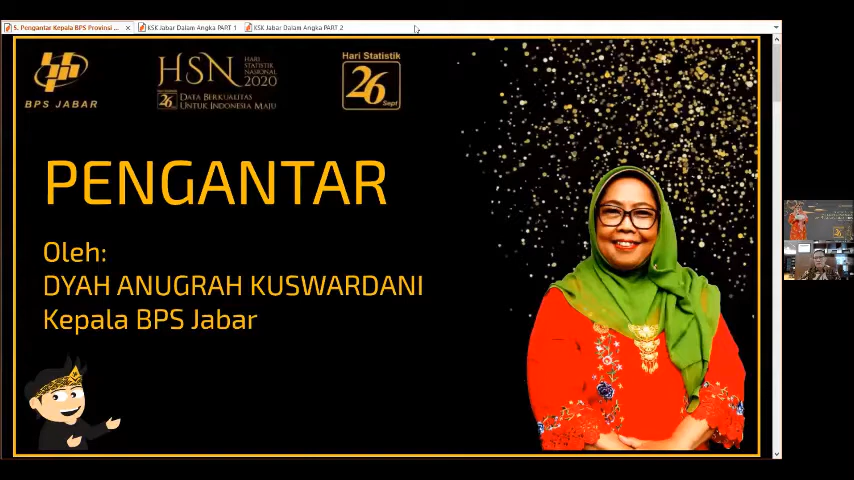 5. Pengantar Kepala BPS Provinsi ...
KSK Jabar Dalam Angka PART 1
KSK Jabar Dalam Angka PART 2
BPS JABAR
HSN HARI STATISTIK NASIONAL 2020
26 DATA BERKUALITAS
UNTUK INDONESIA MAJU
Hari Statistik
26
Sept
PENGANTAR
Oleh:
DYAH ANUGRAH KUSWARDANI
Kepala BPS Jabar